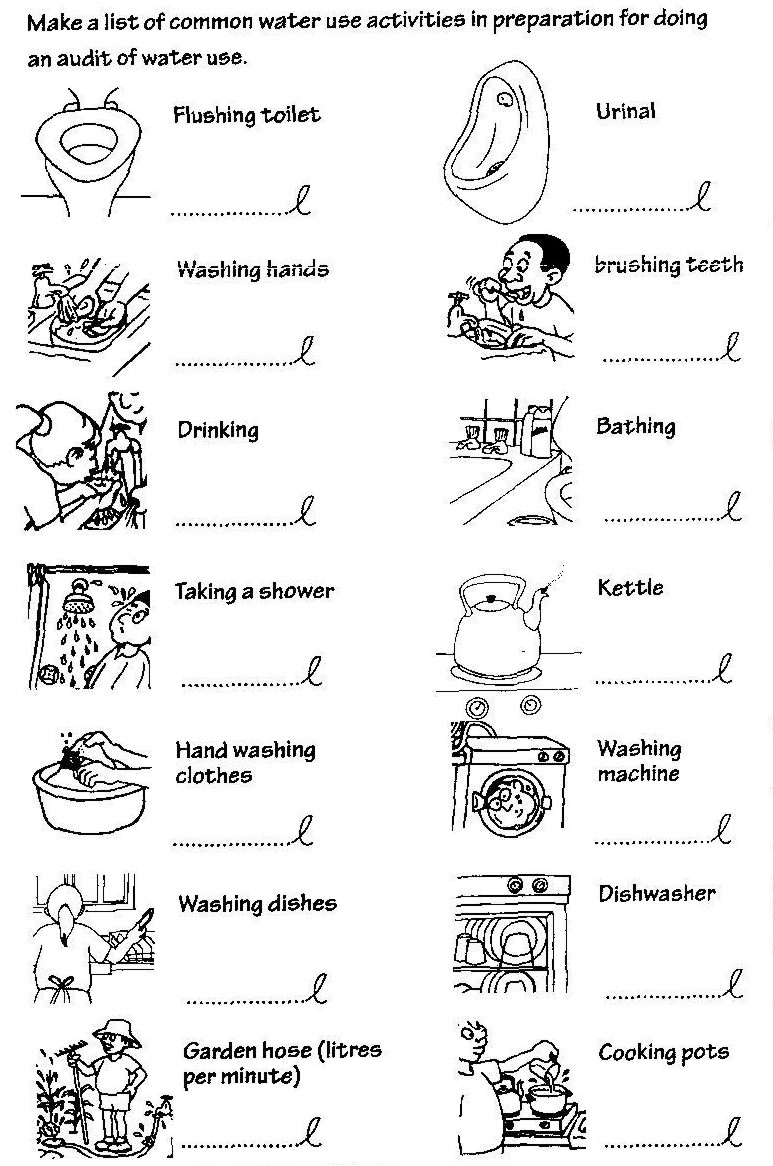 Make a list of common water use activities in preparation for doing
an audit of water use.
Flushing toilet
....................l
Urinal
....................l
Washing hands
....................l
brushing teeth
....................l
Drinking
....................l
Bathing
....................l
Taking a shower
....................l
Kettle
....................l
Hand washing
clothes
....................l
Washing
machine
....................l
Washing dishes
....................l
Dishwasher
....................l
Garden hose (litres
per minute)
....................l
Cooking pots
....................l